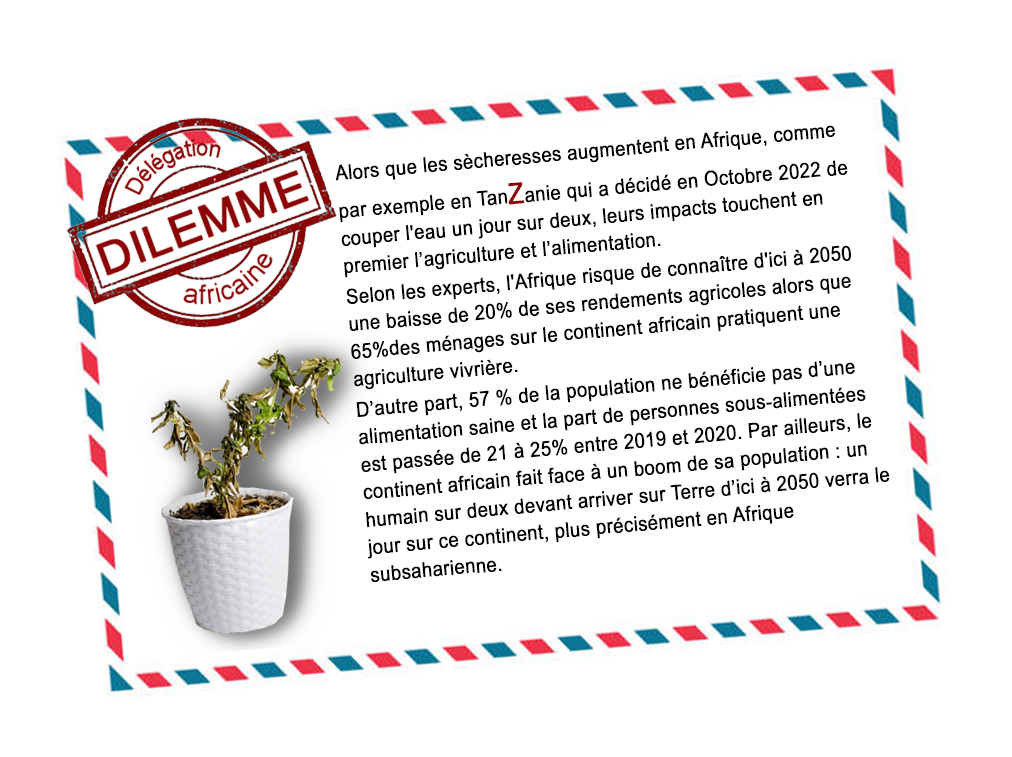 Délégation
DILEMME
africaine
Alors que les sècheresses augmentent en Afrique, comme
par exemple en TanZanie qui a décidé en Octobre 2022 de
couper l'eau un jour sur deux, leurs impacts touchent en
premier l’agriculture et l’alimentation.
Selon les experts, l'Afrique risque de connaître d'ici à 2050
une baisse de 20% de ses rendements agricoles alors que
65%des ménages sur le continent africain pratiquent une
agriculture vivrière.
D’autre part, 57 % de la population ne bénéficie pas d’une
alimentation saine et la part de personnes sous-alimentées
est passée de 21 à 25% entre 2019 et 2020. Par ailleurs, le
continent africain fait face à un boom de sa population : un
humain sur deux devant arriver sur Terre d’ici à 2050 verra le
jour sur ce continent, plus précisément en Afrique
subsaharienne.